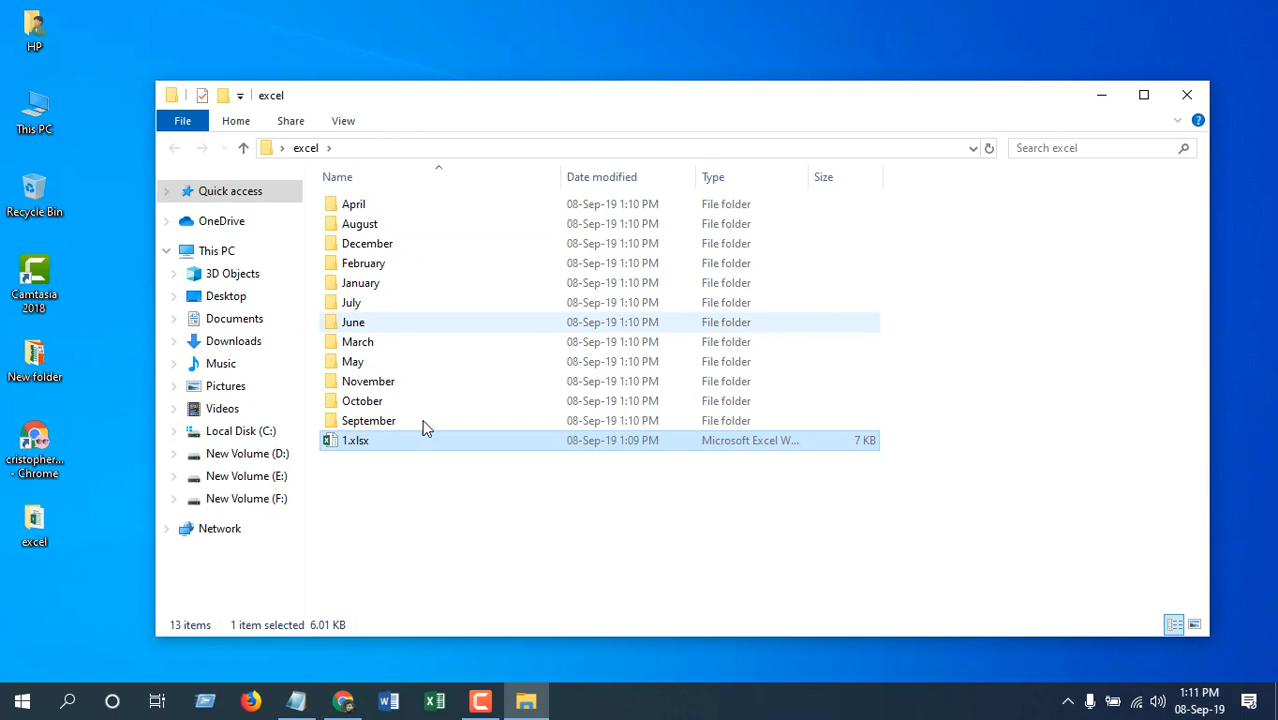 HP
This PC
Recycle Bin
Camtasia
2018
New folder
cristopher...
- Chrome
excel
excel
File Home Share View
excel
Search excel
Name Date modified Type Size
Quick access
OneDrive
This PC
3D Objects
Desktop
Documents
Downloads
Music
Pictures
Videos
Local Disk (C:)
New Volume (D:)
New Volume (E:)
New Volume (F:)
Network
April 08-Sep-19 1:10 PM File folder
August 08-Sep-19 1:10 PM File folder
December 08-Sep-19 1:10 PM File folder
February 08-Sep-19 1:10 PM File folder
January 08-Sep-19 1:10 PM File folder
July 08-Sep-19 1:10 PM File folder
June 08-Sep-19 1:10 PM File folder
March 08-Sep-19 1:10 PM File folder
May 08-Sep-19 1:10 PM File folder
November 08-Sep-19 1:10 PM File folder
October 08-Sep-19 1:10 PM File folder
September 08-Sep-19 1:10 PM File folder
1.xlsx 08-Sep-19 1:09 PM Microsoft Excel W... 7 KB
13 items 1 item selected 6.01 KB
1:11 PM
08-Sep-19